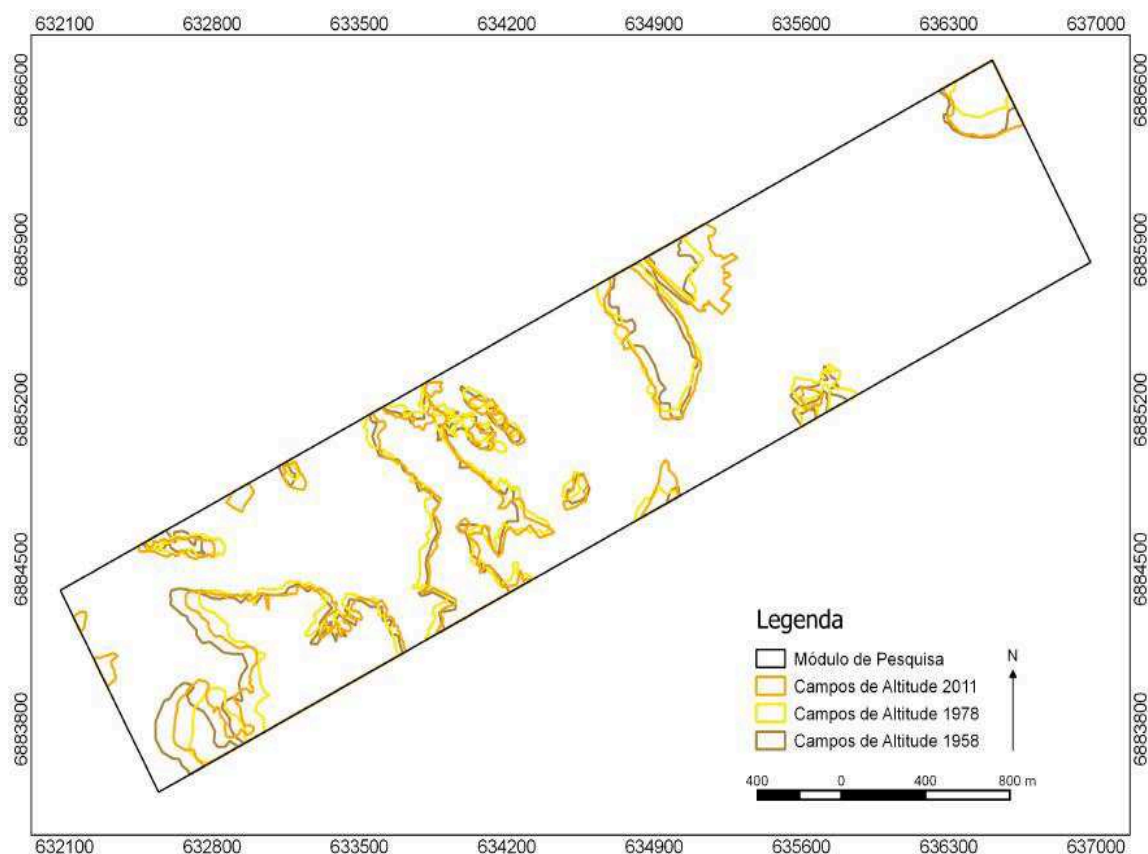 632100 632800 633500 634200 634900 635600 636300 637000
6886600 6886600
6885900 6885900
6885200 6885200
6884500 6884500
6883800 6883800
Legenda
Módulo de Pesquisa
Campos de Altitude 2011
Campos de Altitude 1978
Campos de Altitude 1958
N
400 0 400 800 m
632100 632800 633500 634200 634900 635600 636300 637000